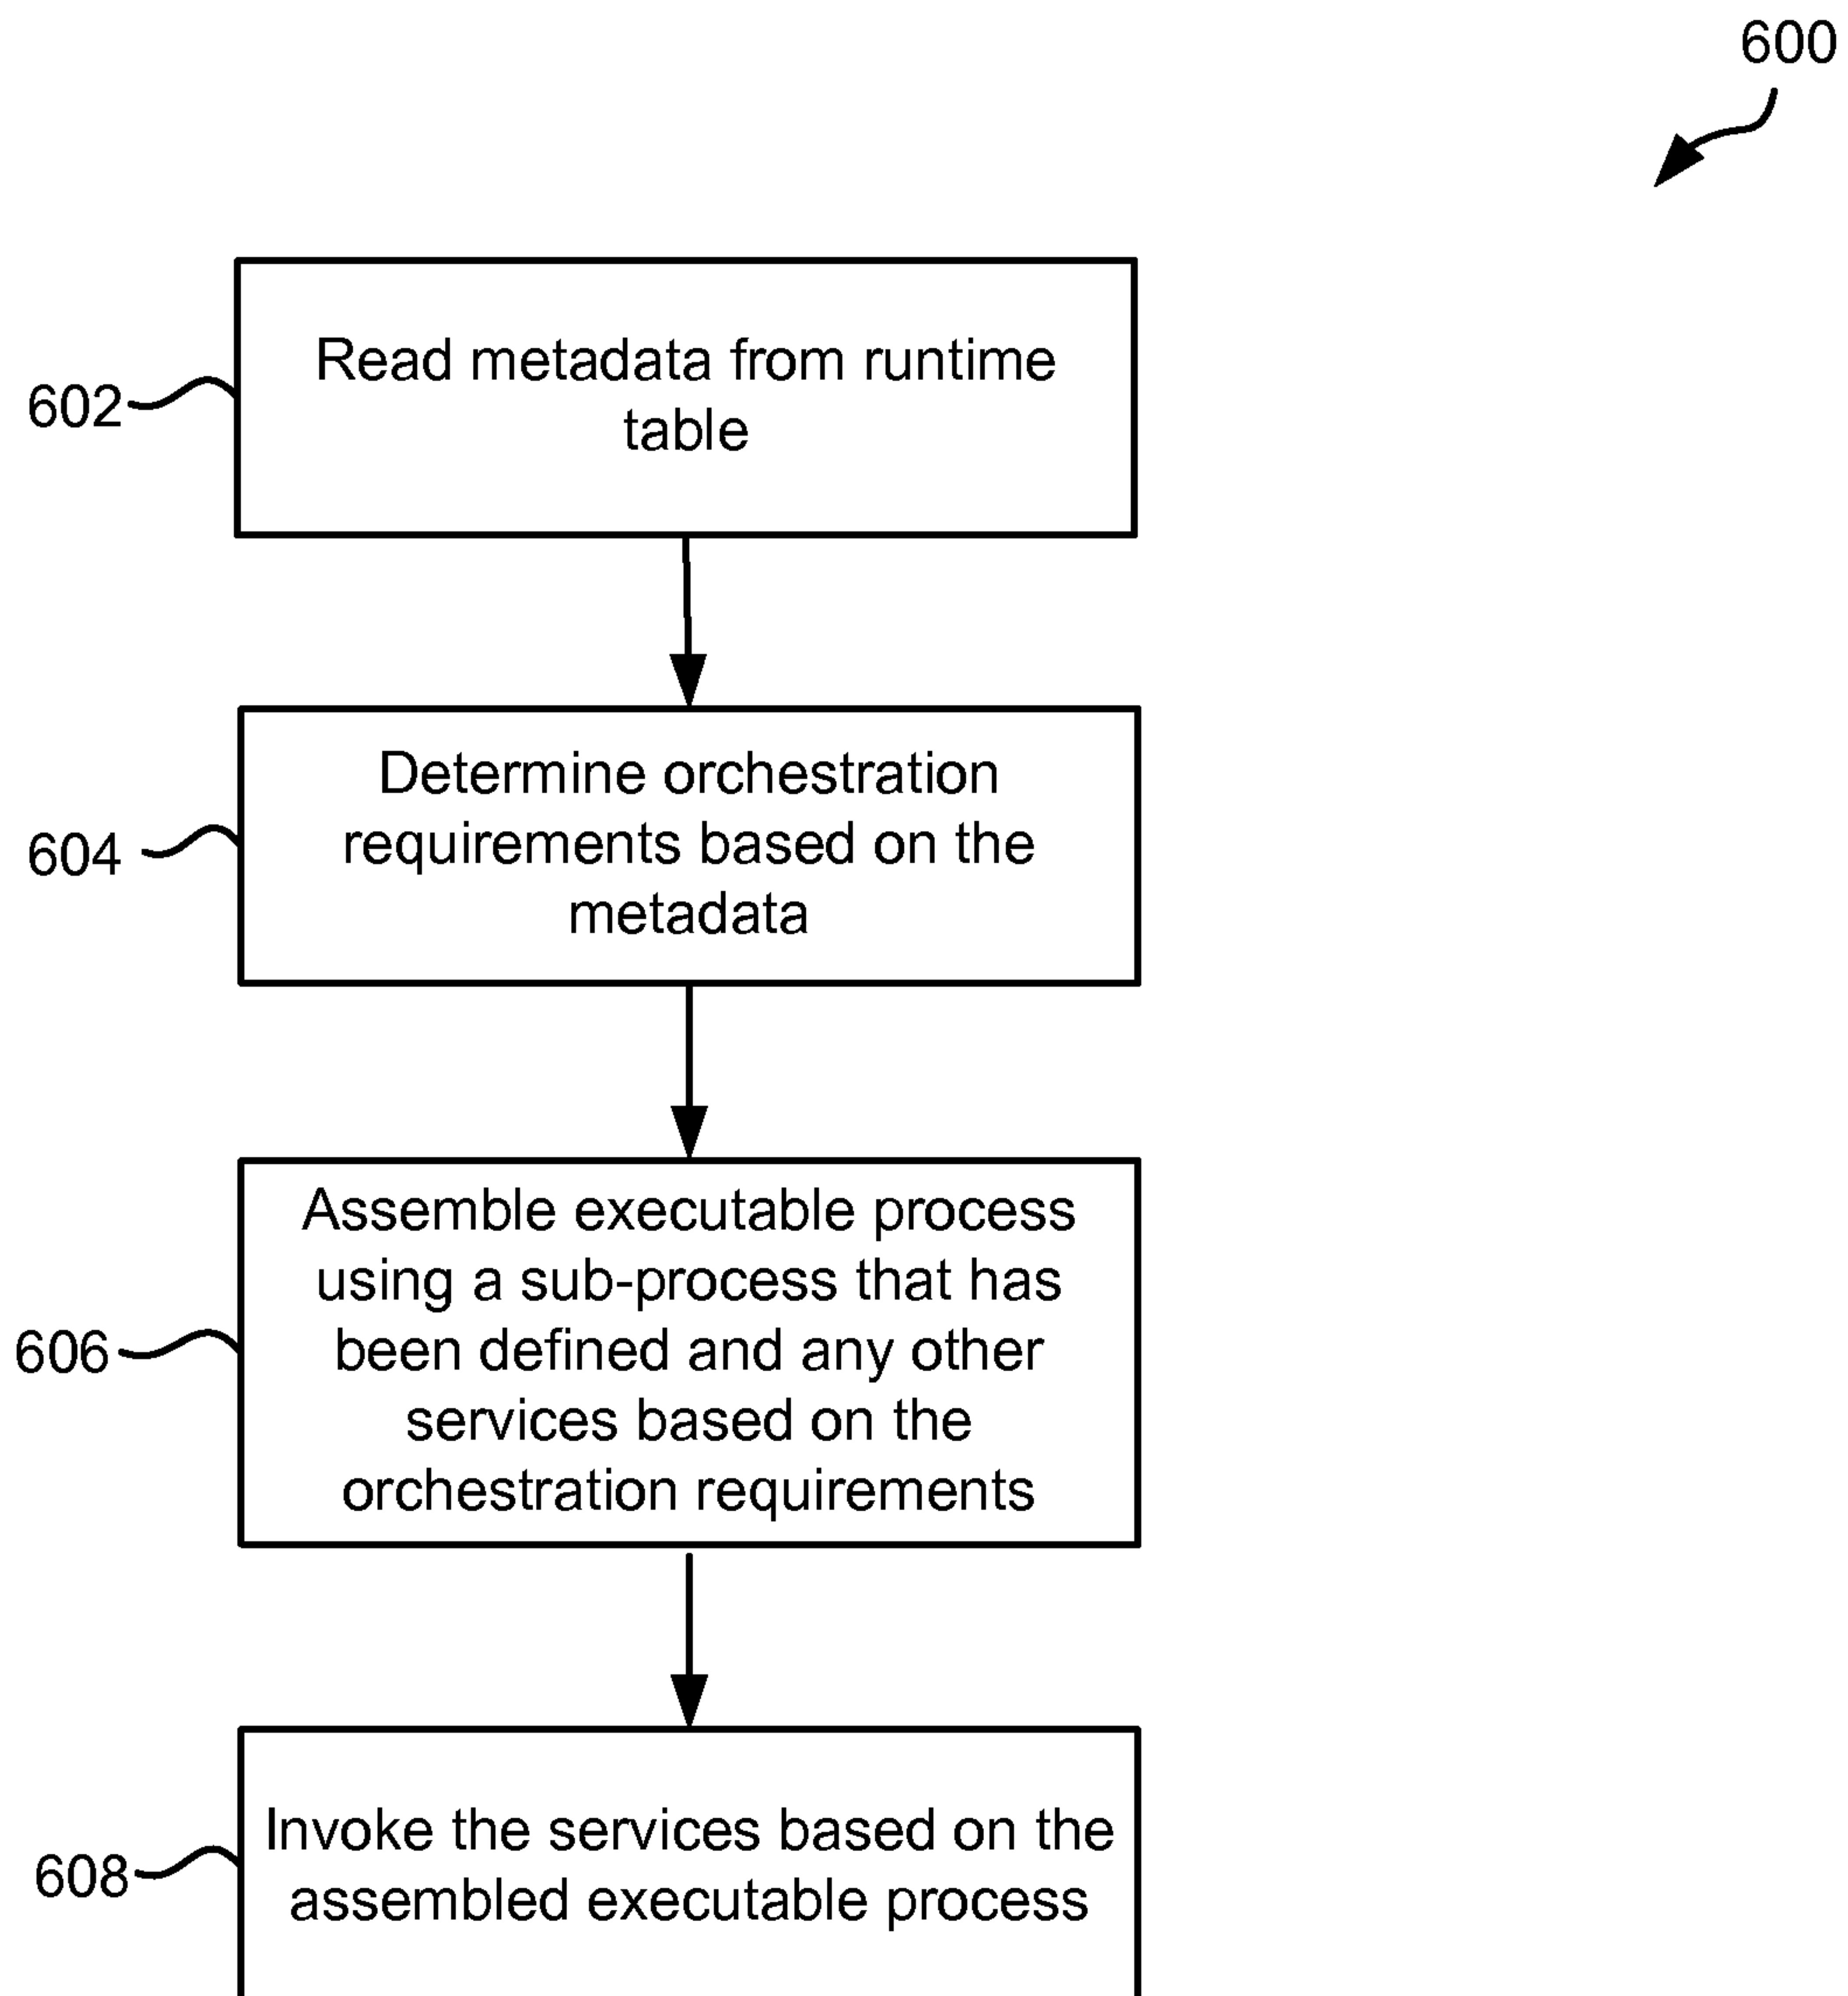 600
Read metadata from runtime
table
602
Determine orchestration
requirements based on the
metadata
604
Assemble executable process
using a sub-process that has
been defined and any other
services based on the
orchestration requirements
606
Invoke the services based on the
assembled executable process
608